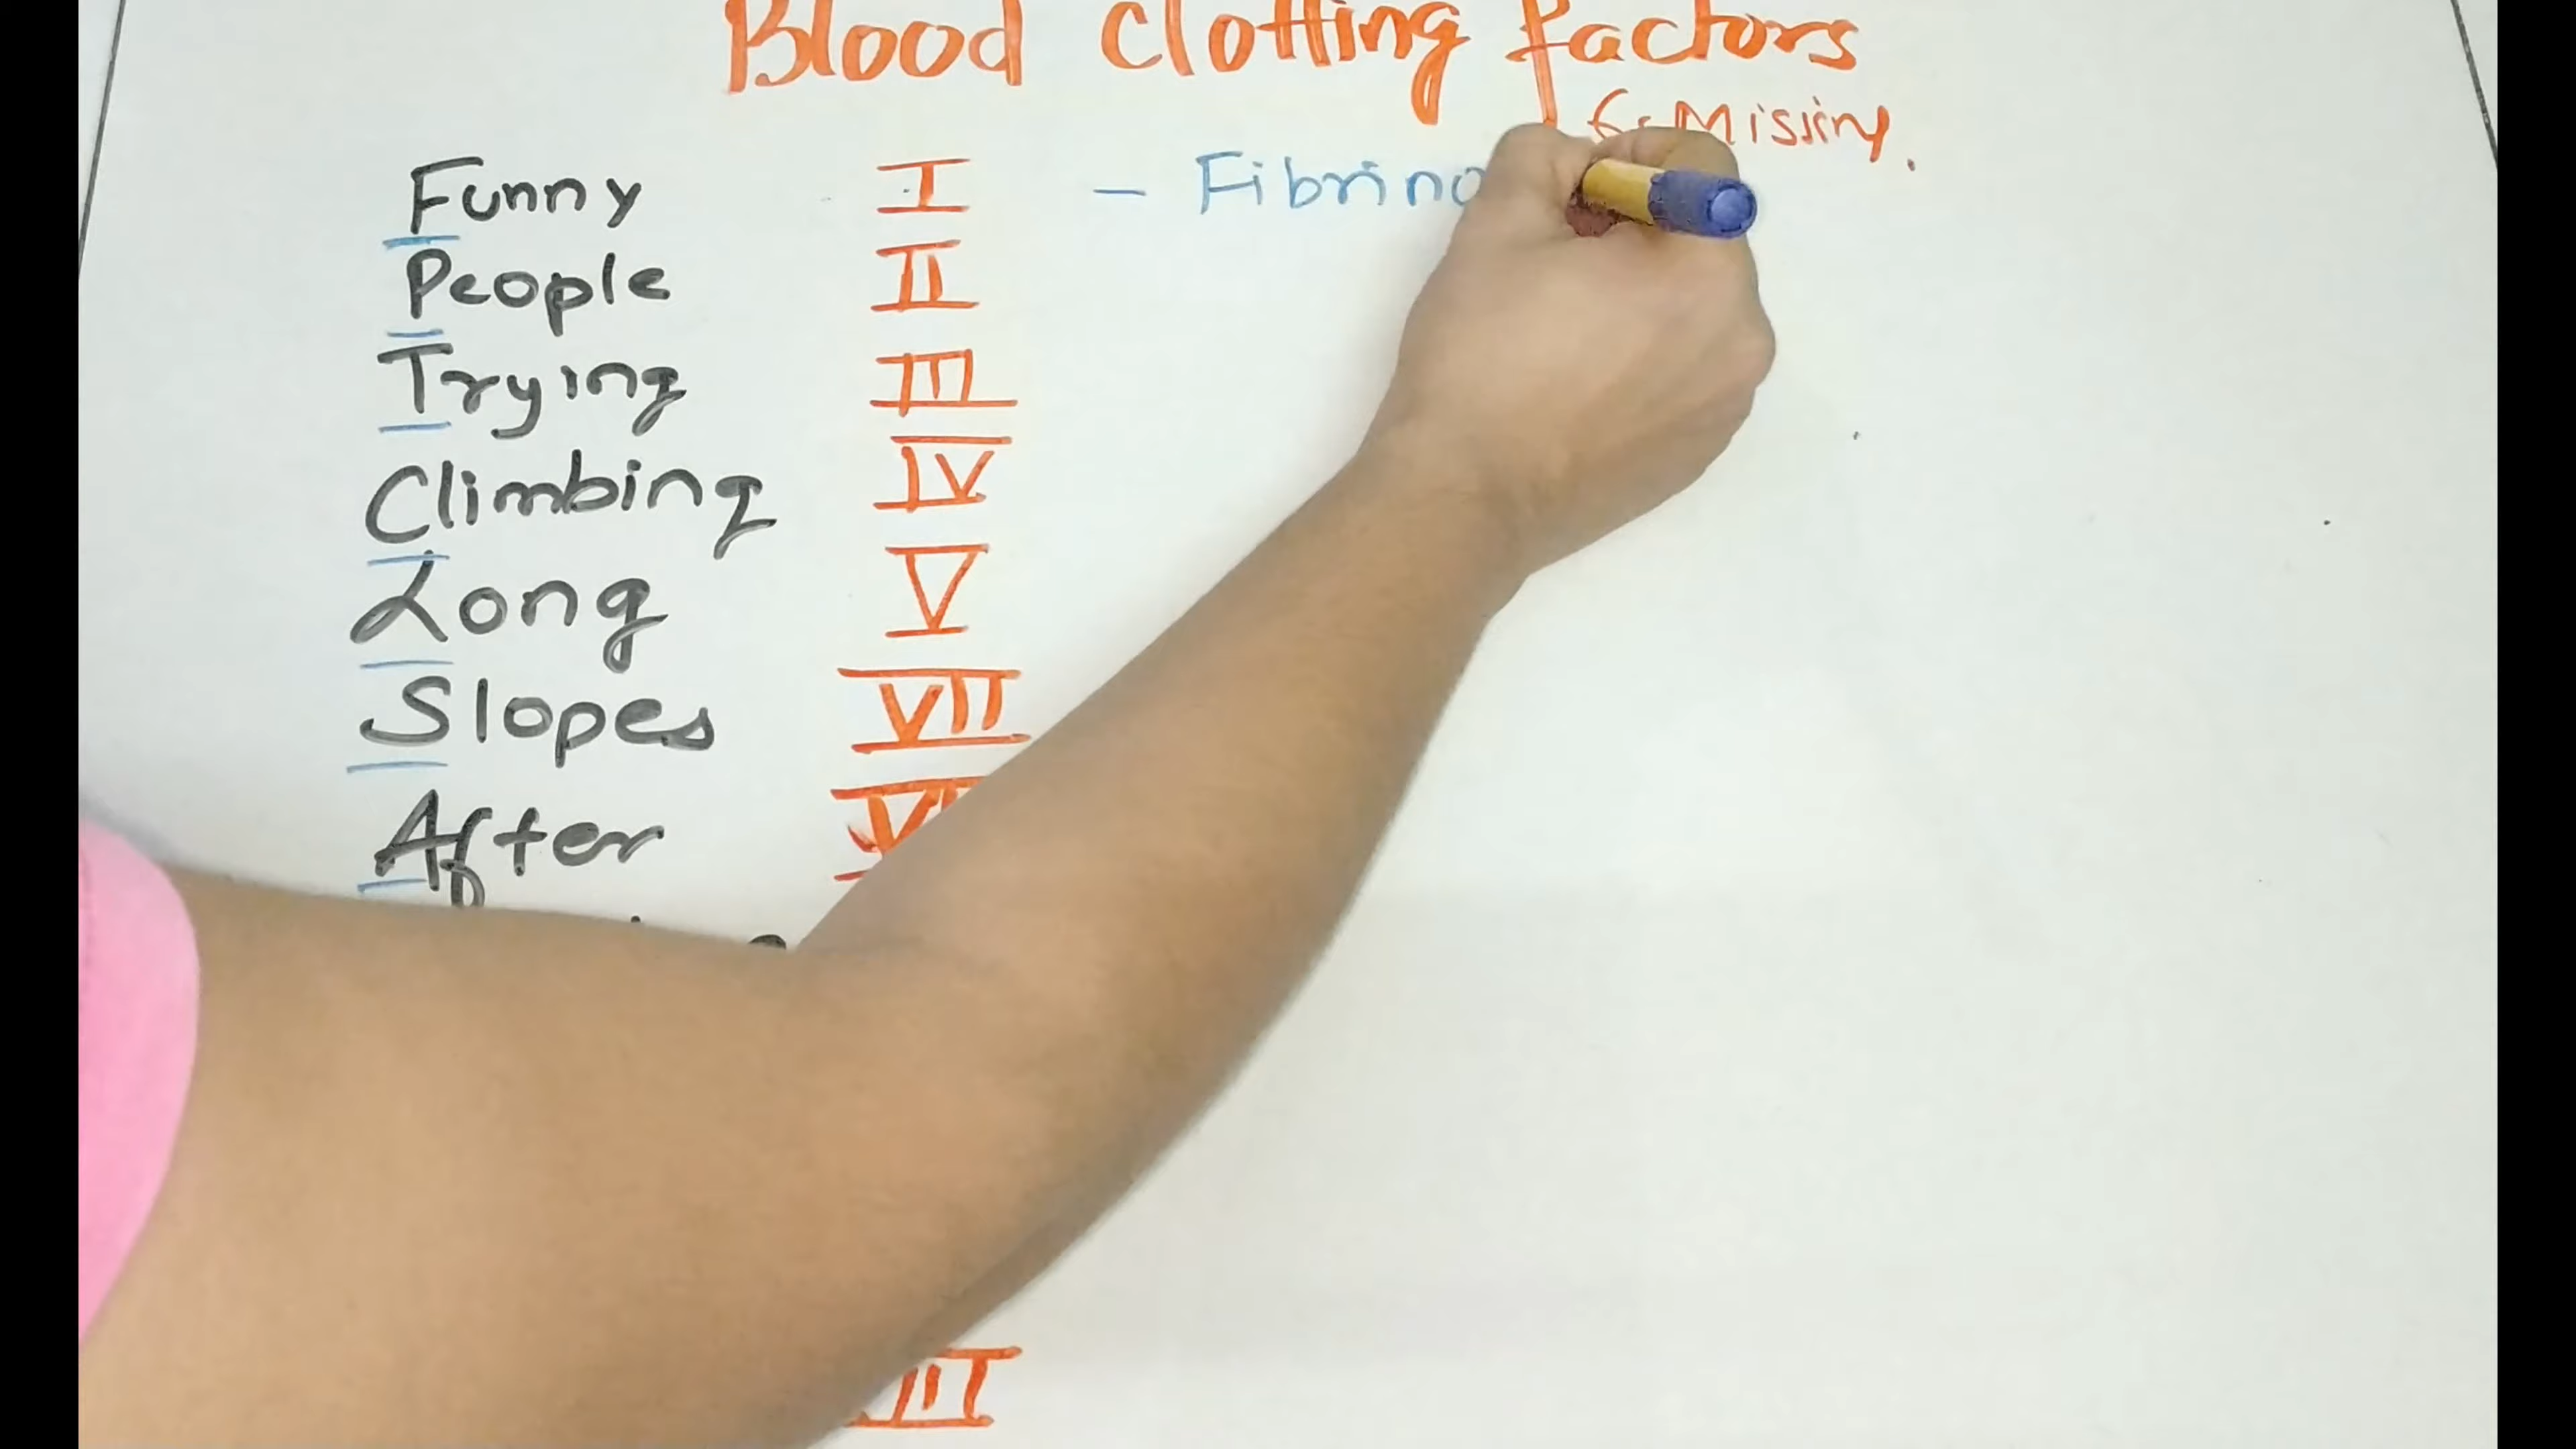 Blood Clotting factors
6-Missing.
Funny I - Fibrino
People II
Trying III
Climbing IV
Long V
Slopes VII
After